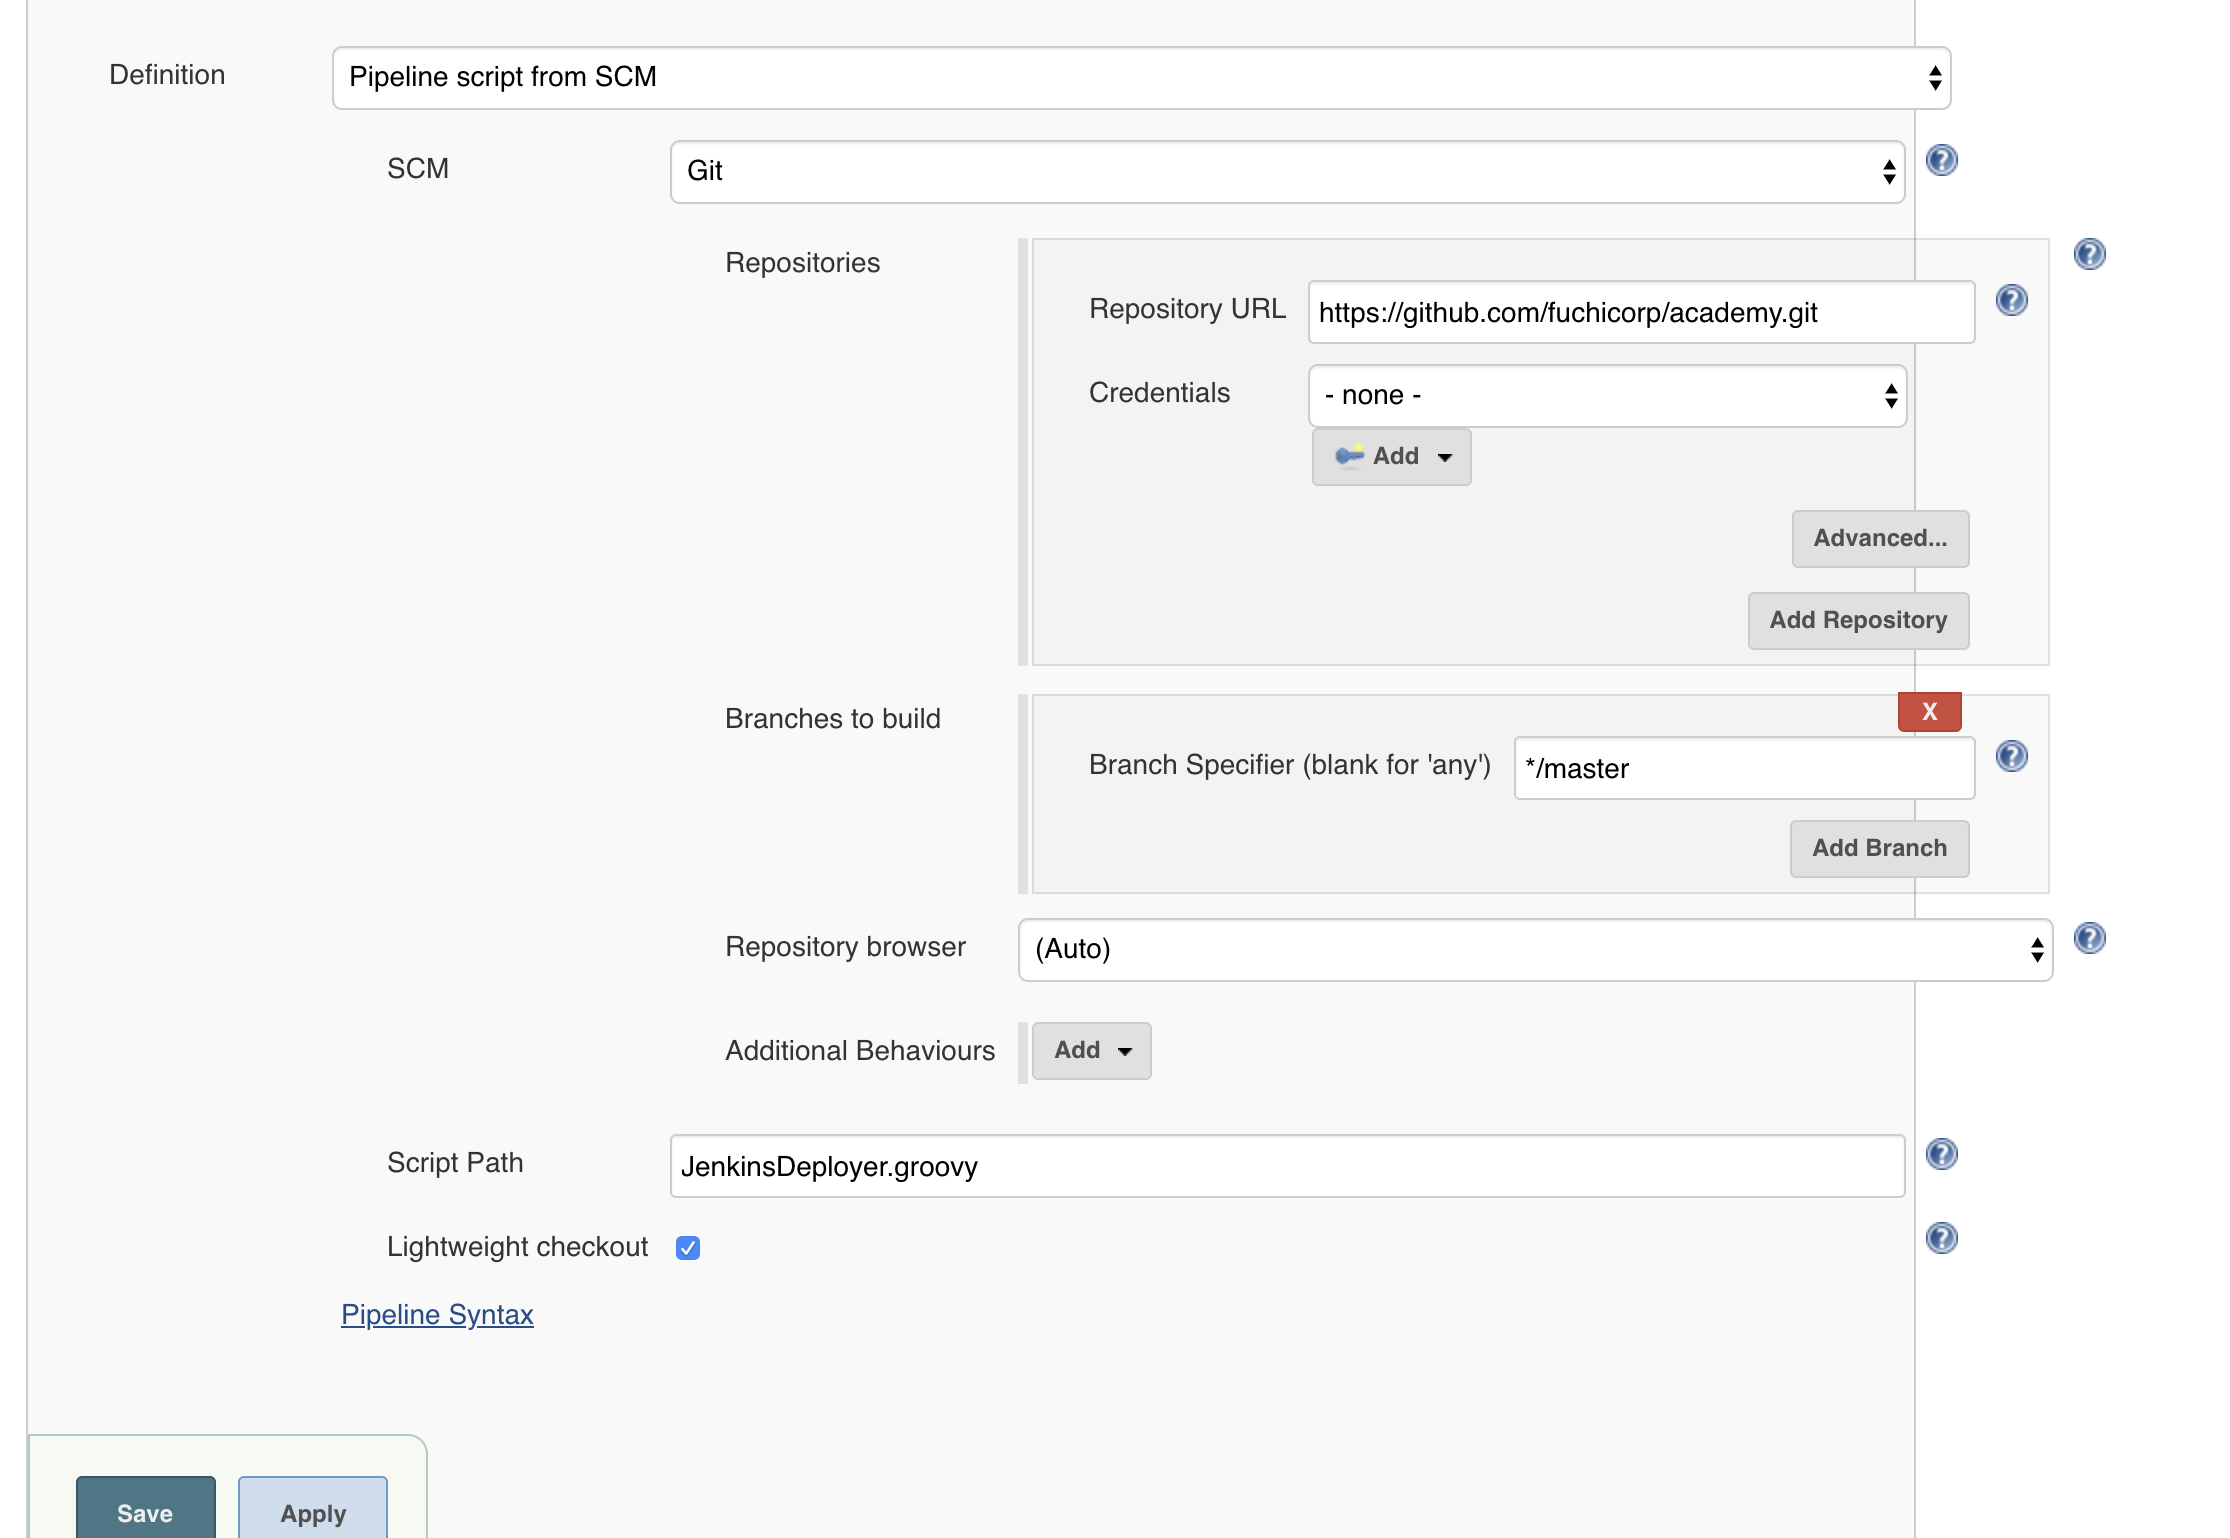 Definition
Pipeline script from SCM
SCM
Git
?
Repositories
?
Repository URL
https://github.com/fuchicorp/academy.git
?
Credentials
- none -
Add
Advanced...
Add Repository
Branches to build
X
Branch Specifier (blank for 'any')
*/master
?
Add Branch
Repository browser
(Auto)
?
Additional Behaviours
Add
Script Path
JenkinsDeployer.groovy
?
Lightweight checkout
?
Pipeline Syntax
Save
Apply